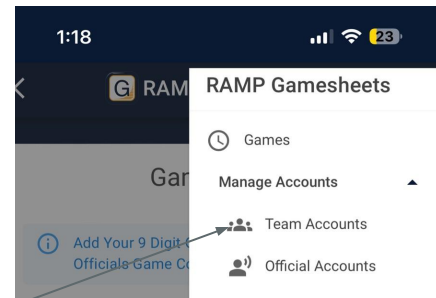 1:18
23
G RAM
RAMP Gamesheets
Games
Gar
Manage Accounts
Team Accounts
Add Your 9 Digit
Officials Game Co
Official Accounts